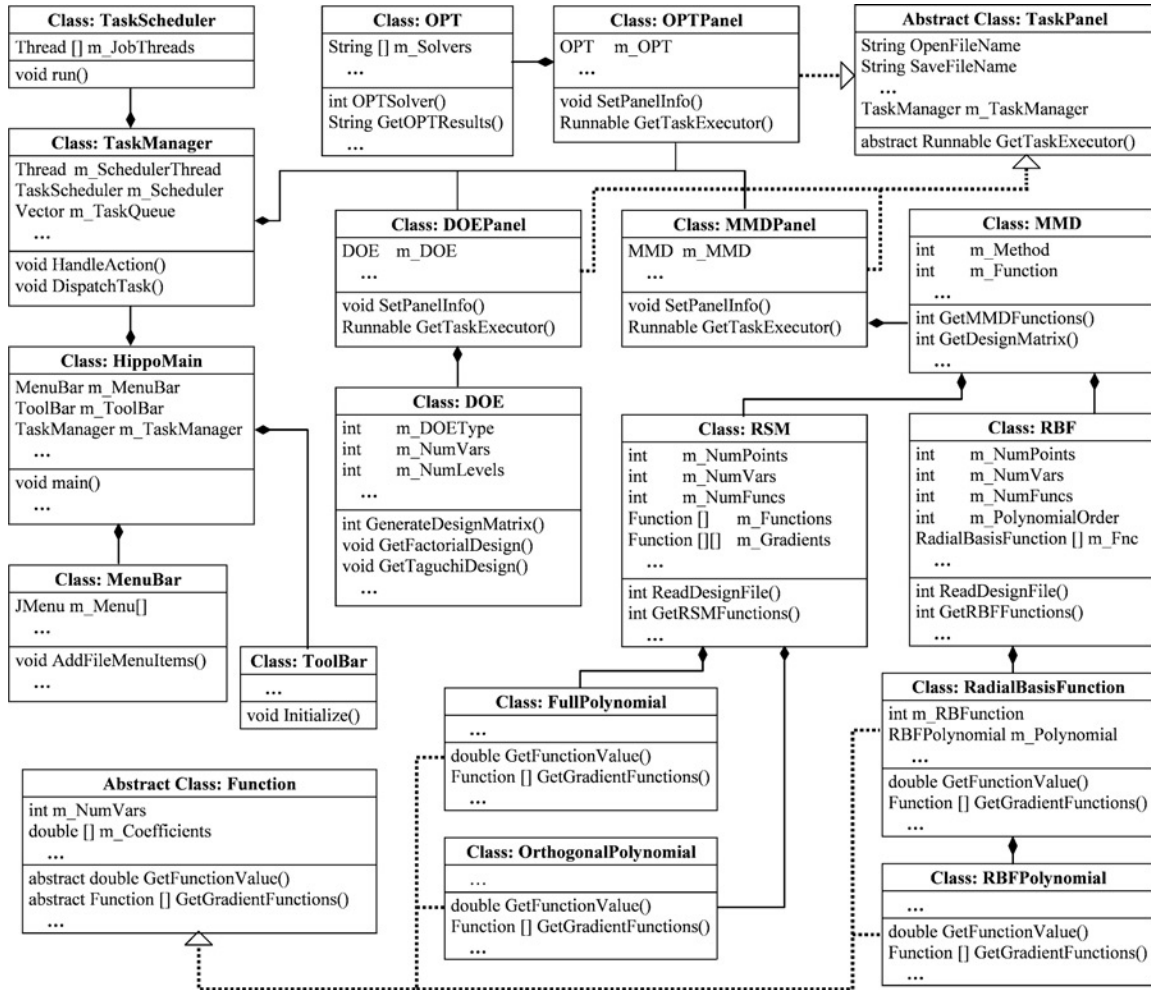 Class: TaskScheduler
Thread [] m_JobThreads
void run()
Class: OPT
String [] m_Solvers
...
int OPTSolver()
String GetOPTResults()
...
Class: OPTPanel
OPT m_OPT
...
void SetPanelInfo()
Runnable GetTaskExecutor()
Abstract Class: TaskPanel
String OpenFileName
String SaveFileName
...
TaskManager m_TaskManager
abstract Runnable GetTaskExecutor()
Class: TaskManager
Thread m_SchedulerThread
TaskScheduler m_Scheduler
Vector m_TaskQueue
...
void HandleAction()
void DispatchTask()
Class: DOEPanel
DOE m_DOE
...
void SetPanelInfo()
Runnable GetTaskExecutor()
Class: MMDPanel
MMD m_MMD
...
void SetPanelInfo()
Runnable GetTaskExecutor()
Class: MMD
int m_Method
int m_Function
...
int GetMMDFunctions()
int GetDesignMatrix()
...
Class: HippoMain
MenuBar m_MenuBar
ToolBar m_ToolBar
TaskManager m_TaskManager
...
void main()
...
Class: DOE
int m_DOEType
int m_NumVars
int m_NumLevels
...
int GenerateDesignMatrix()
void GetFactorialDesign()
void GetTaguchiDesign()
...
Class: RSM
int m_NumPoints
int m_NumVars
int m_NumFuncs
Function [] m_Functions
Function [][] m_Gradients
...
int ReadDesignFile()
int GetRSMFunctions()
...
Class: RBF
int m_NumPoints
int m_NumVars
int m_NumFuncs
int m_PolynomialOrder
RadialBasisFunction [] m_Fnc
...
int ReadDesignFile()
int GetRBFFunctions()
...
Class: MenuBar
JMenu m_Menu[]
...
void AddFileMenuItems()
...
Class: ToolBar
...
void Initialize()
Class: FullPolynomial
...
double GetFunctionValue()
Function [] GetGradientFunctions()
...
Class: RadialBasisFunction
int m_RBFunction
RBFPolynomial m_Polynomial
...
double GetFunctionValue()
Function [] GetGradientFunctions()
...
Abstract Class: Function
int m_NumVars
double [] m_Coefficients
...
abstract double GetFunctionValue()
abstract Function [] GetGradientFunctions()
...
Class: OrthogonalPolynomial
...
double GetFunctionValue()
Function [] GetGradientFunctions()
...
Class: RBFPolynomial
...
double GetFunctionValue()
Function [] GetGradientFunctions()
...